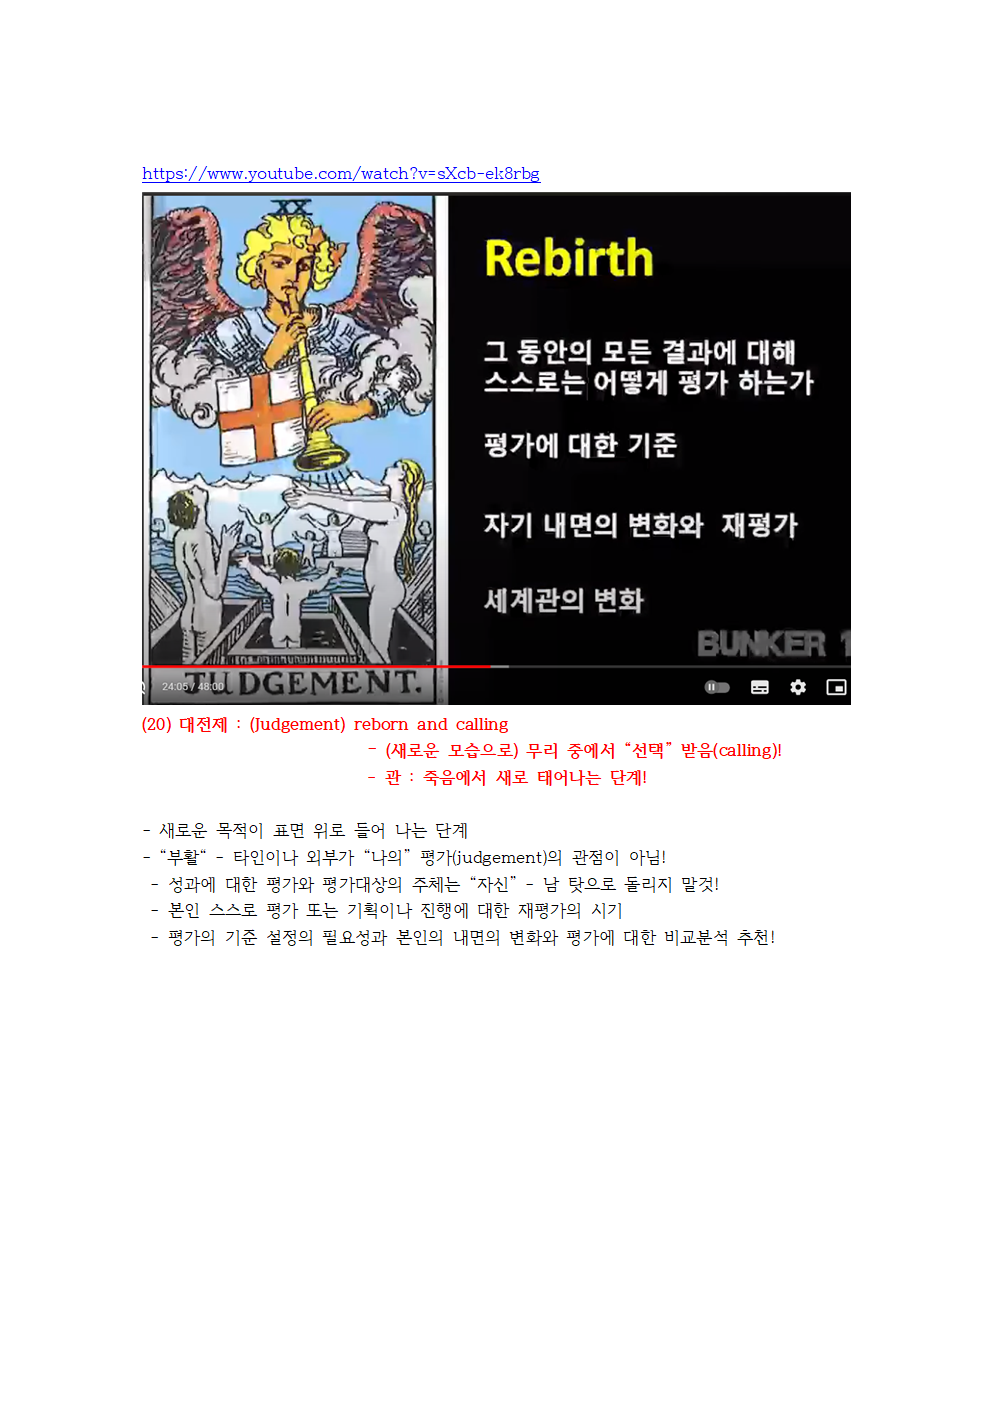 https://www.youtube.com/watch?v=sXcb-ek8rbg
XX
Rebirth
그 동안의 모든 결과에 대해
스스로는 어떻게 평가 하는가
평가에 대한 기준
자기 내면의 변화와 재평가
세계관의 변화
BUNKER 1
JUDGEMENT.
24:05 / 48:00
(20) 대전제 : (Judgement) reborn and calling
- (새로운 모습으로) 무리 중에서 “선택” 받음(calling)!
- 관 : 죽음에서 새로 태어나는 단계!
- 새로운 목적이 표면 위로 들어 나는 단계
- “부활“ - 타인이나 외부가 “나의” 평가(judgement)의 관점이 아님!
- 성과에 대한 평가와 평가대상의 주체는 “자신” - 남 탓으로 돌리지 말것!
- 본인 스스로 평가 또는 기획이나 진행에 대한 재평가의 시기
- 평가의 기준 설정의 필요성과 본인의 내면의 변화와 평가에 대한 비교분석 추천!